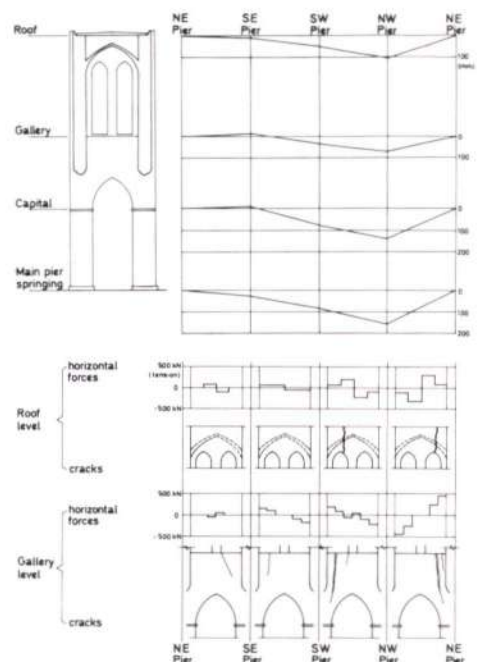 NE SE SW NW NE
Pier Pier Pier Pier Pier
Roof
100
(mm)
Gallery
0
100
Capital
0
100
200
Main pier
springing
0
100
200
horizontal
forces
500 kN
(tension)
0
-500 kN
Roof
level
cracks
horizontal
forces
500 kN
0
-500 kN
Gallery
level
cracks
NE SE SW NW NE
Pier Pier Pier Pier Pier